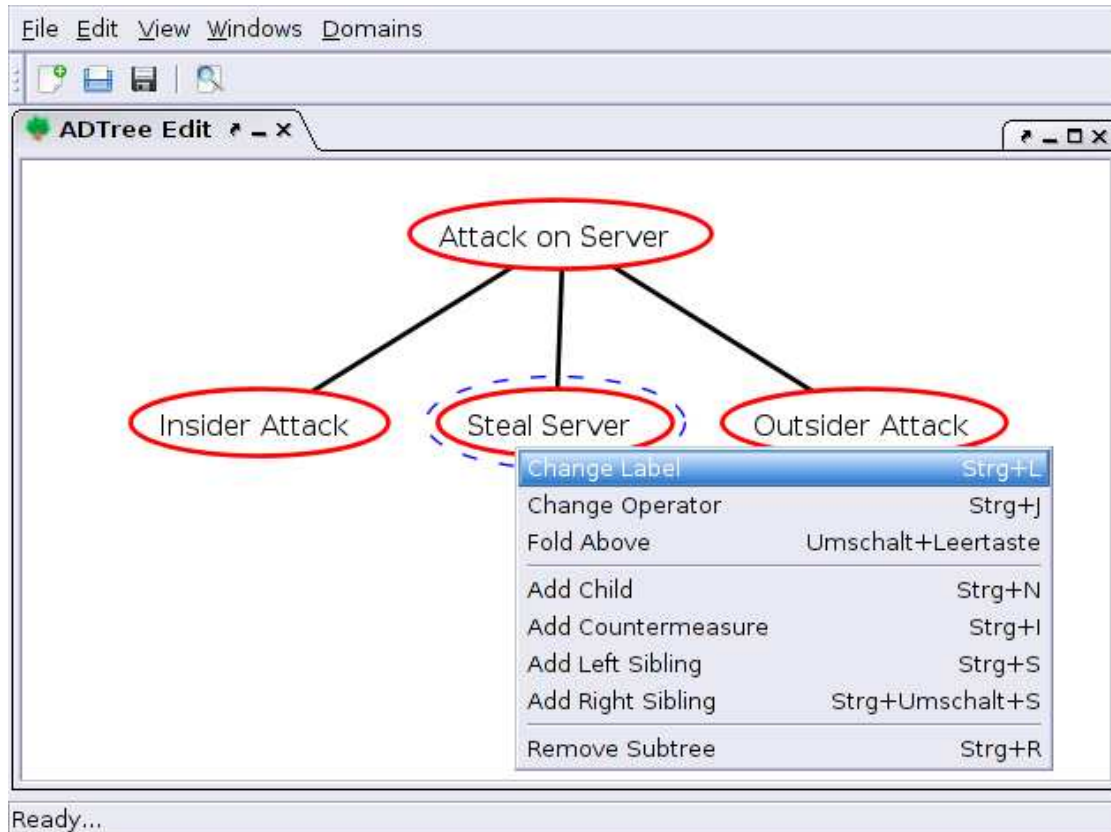 File Edit View Windows Domains
ADTree Edit
Attack on Server
Insider Attack Steal Server Outsider Attack
Change Label Strg+L
Change Operator Strg+J
Fold Above Umschalt+Leertaste
Add Child Strg+N
Add Countermeasure Strg+I
Add Left Sibling Strg+S
Add Right Sibling Strg+Umschalt+S
Remove Subtree Strg+R
Ready...